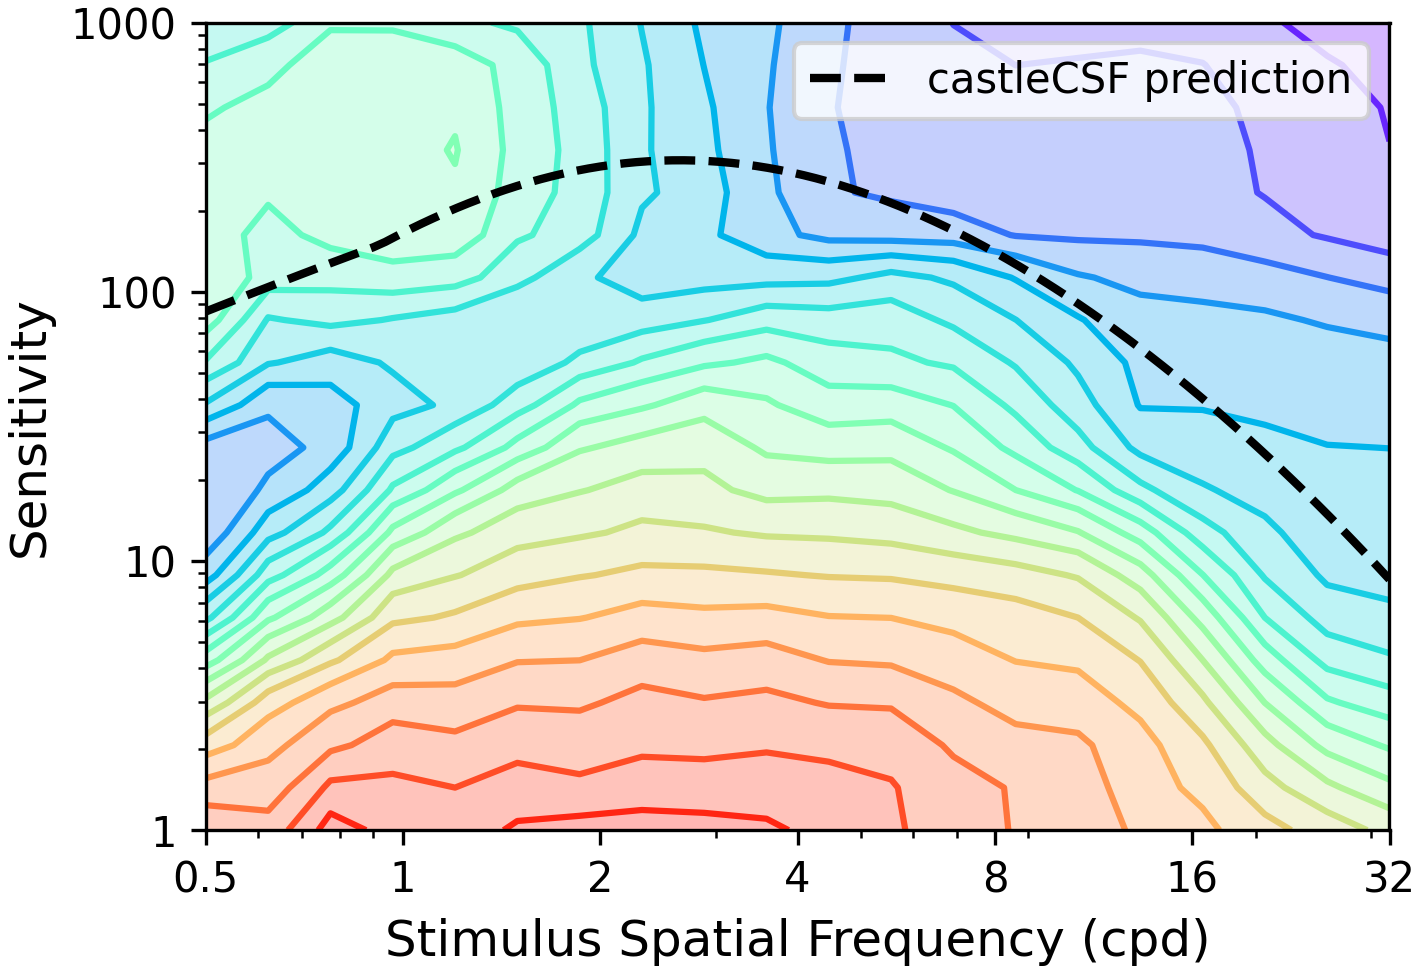 1000
100
10
1
Sensitivity
castleCSF prediction
0.5 1 2 4 8 16 32
Stimulus Spatial Frequency (cpd)